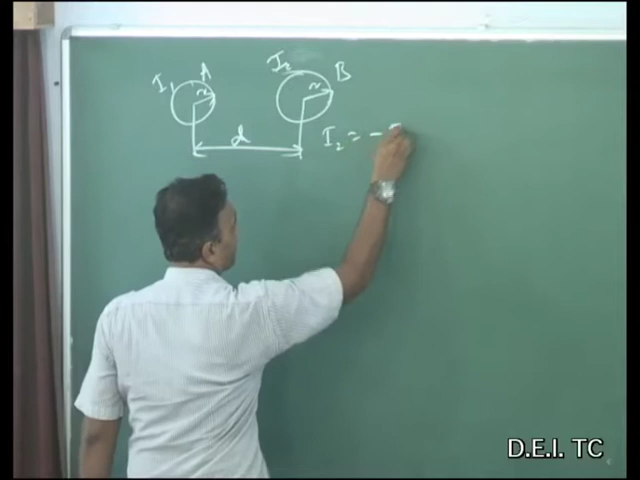 I₁ A I₂ B
r r
d
I₂ = -
D.E.I. TC